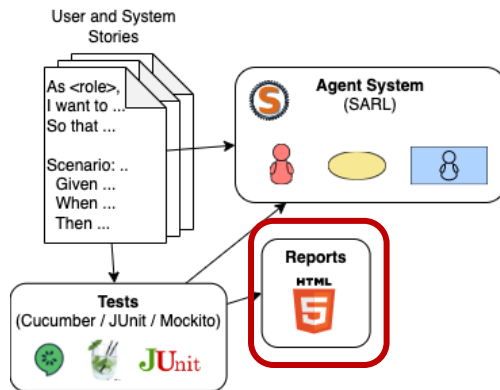 User and System
Stories
As <role>,
I want to ...
So that ...
Scenario: ..
Given ...
When ...
Then ...
Agent System
(SARL)
S
Reports
HTML
5
Tests
(Cucumber / JUnit / Mockito)
JUnit